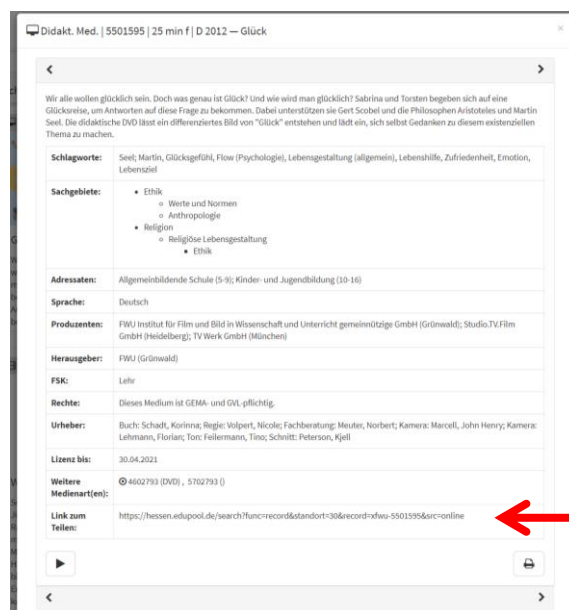 Didakt. Med. | 5501595 | 25 min f | D 2012 — Glück
Wir alle wollen glücklich sein. Doch was genau ist Glück? Und wie wird man glücklich? Sabrina und Torsten begeben sich auf eine
Glücksreise, um Antworten auf diese Frage zu bekommen. Dabei unterstützen sie Gert Scobel und die Philosophen Aristoteles und Martin
Seel. Die didaktische DVD lässt ein differenziertes Bild von "Glück" entstehen und lädt ein, sich selbst Gedanken zu diesem existenziellen
Thema zu machen.
Schlagworte: Seel; Martin, Glücksgefühl, Flow (Psychologie), Lebensgestaltung (allgemein), Lebenshilfe, Zufriedenheit, Emotion,
Lebensziel
Sachgebiete: • Ethik
Werte und Normen
Anthropologie
• Religion
Religiöse Lebensgestaltung
Ethik
Adressaten: Allgemeinbildende Schule (5-9); Kinder- und Jugendbildung (10-16)
Sprache: Deutsch
Produzenten: FWU Institut für Film und Bild in Wissenschaft und Unterricht gemeinnützige GmbH (Grünwald); Studio.TV.Film
GmbH (Heidelberg); TV Werk GmbH (München)
Herausgeber: FWU (Grünwald)
FSK: Lehr
Rechte: Dieses Medium ist GEMA- und GVL-pflichtig.
Urheber: Buch: Schadt, Korinna; Regie: Volpert, Nicole; Fachberatung: Meuter, Norbert; Kamera: Marcell, John Henry; Kamera:
Lehmann, Florian; Ton: Feilermann, Tino; Schnitt: Peterson, Kjell
Lizenz bis: 30.04.2021
Weitere
Medienart(en): 4602793 (DVD) , 5702793 ()
Link zum
Teilen: https://hessen.edupool.de/search?func=record&standort=30&record=xfwu-5501595&src=online